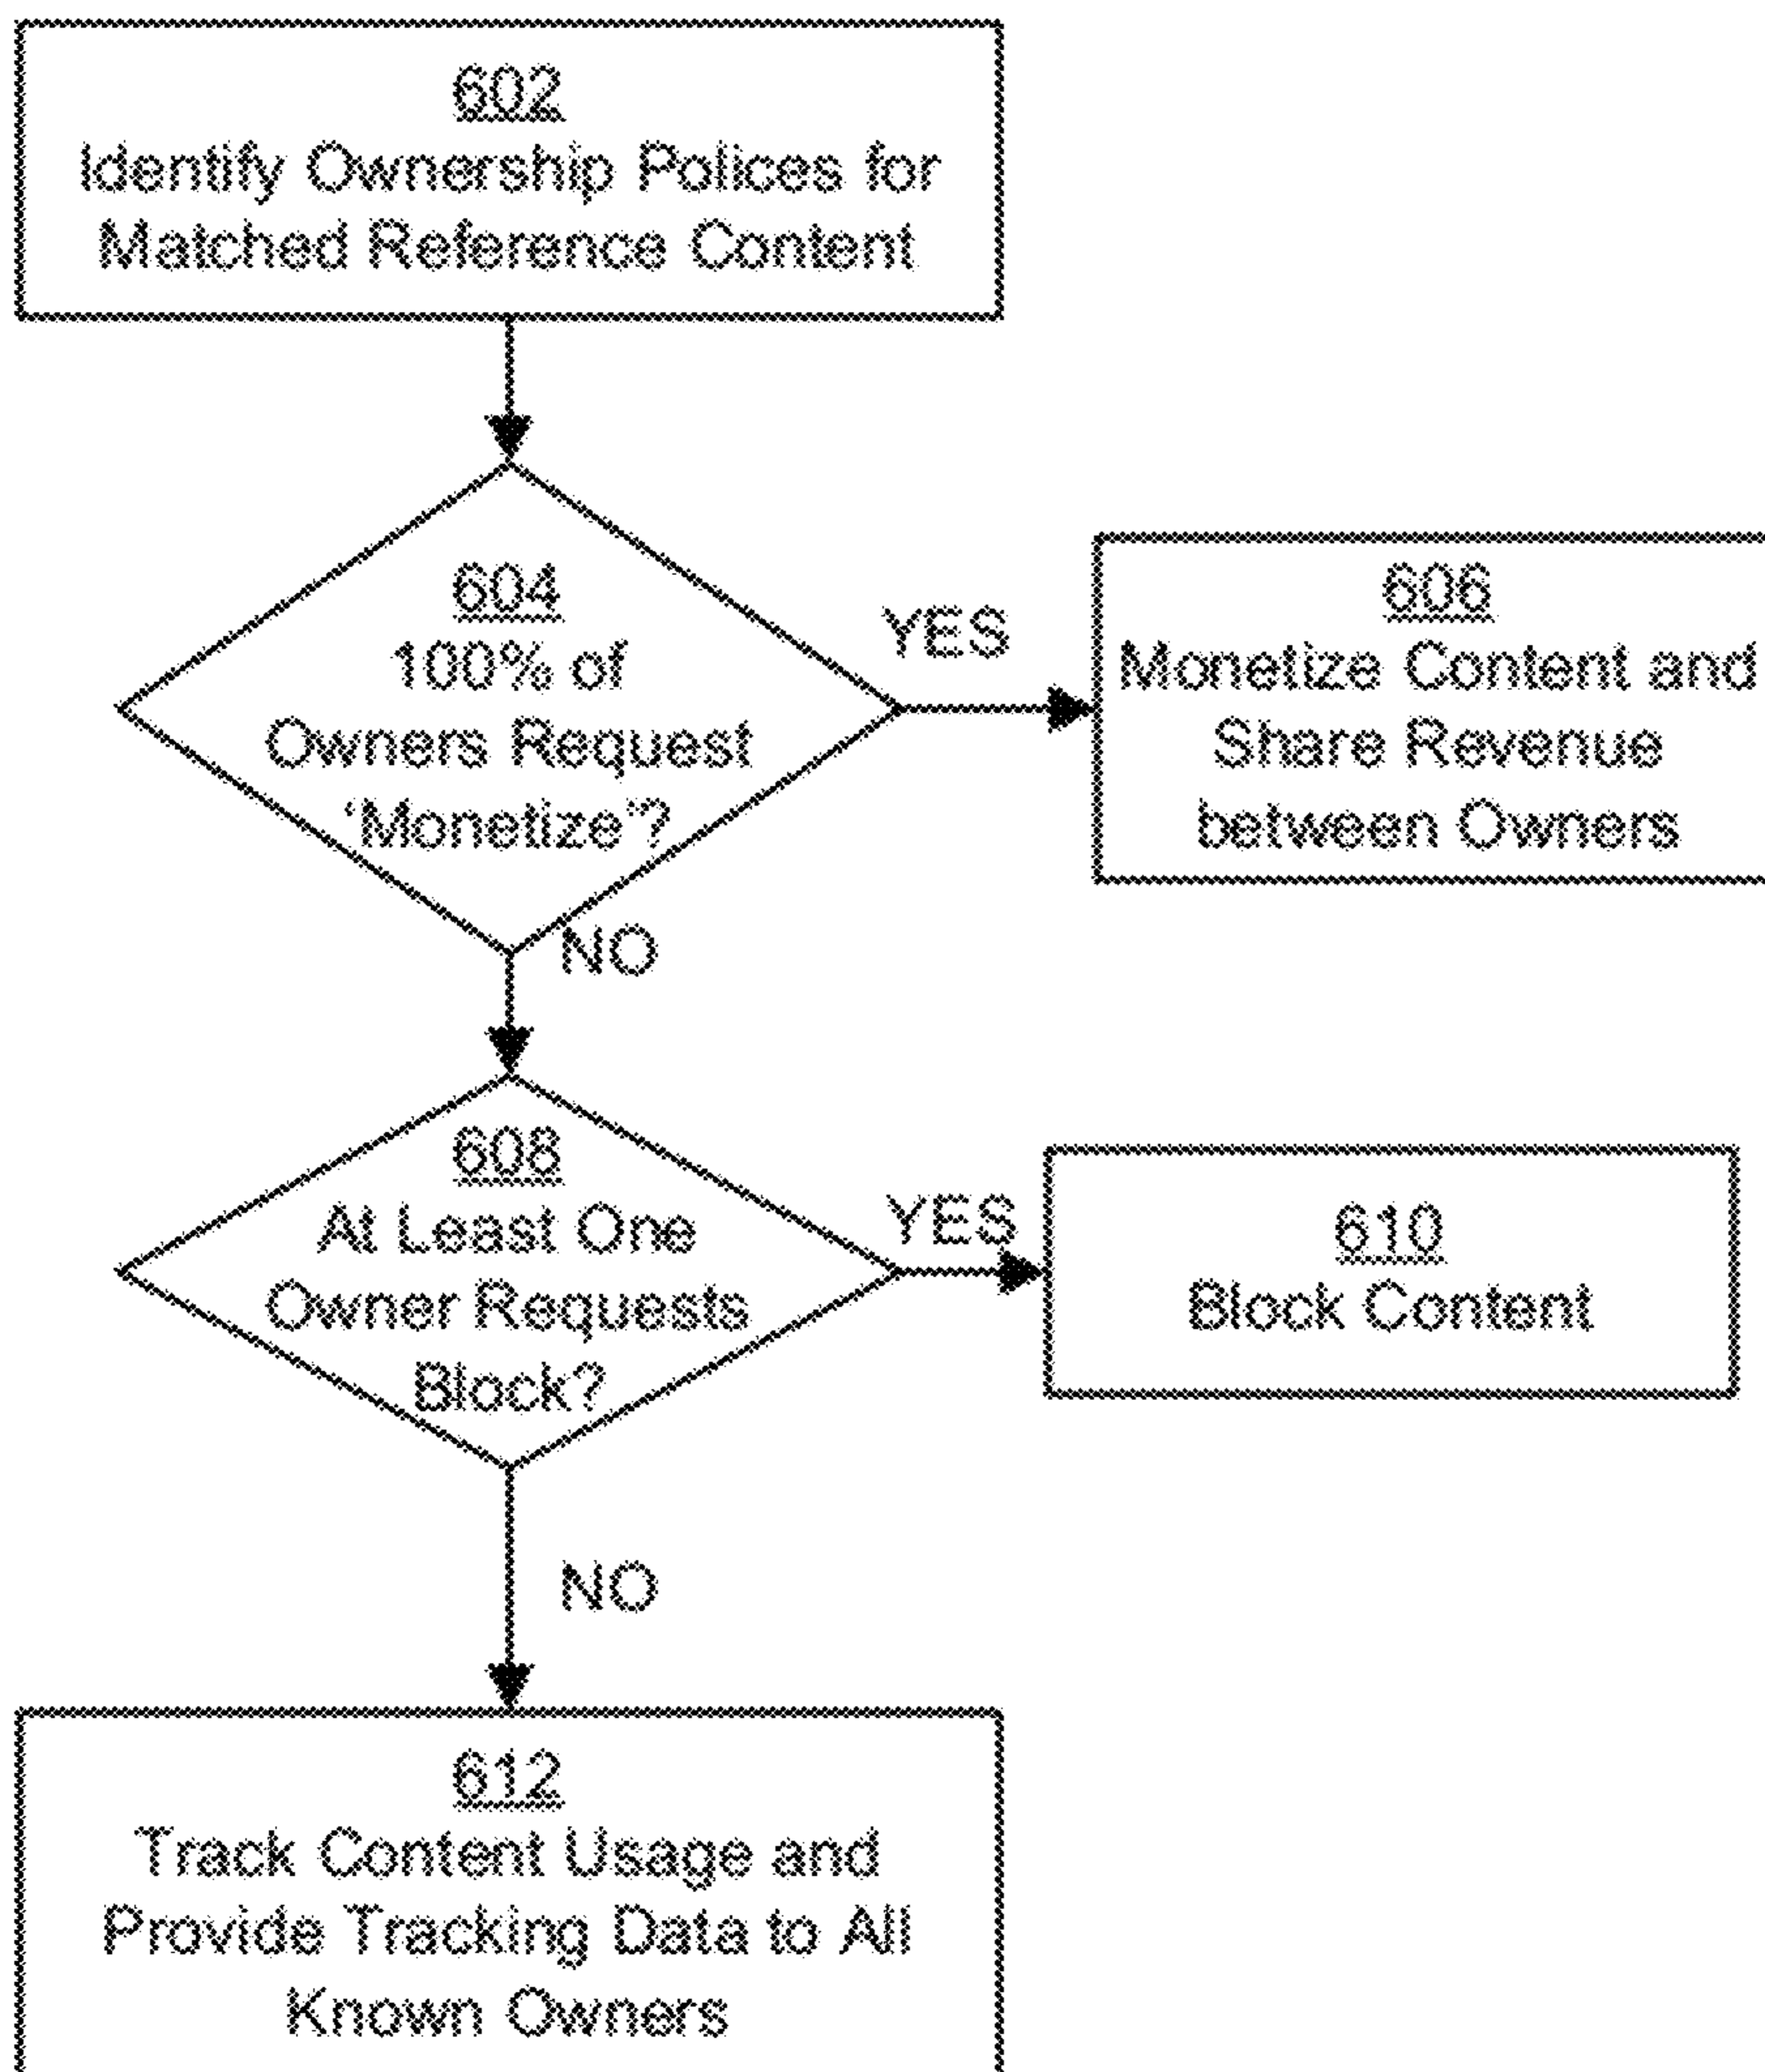 602
Identify Ownership Polices for
Matched Reference Content
604
100% of
Owners Request
‘Monetize”?
YES
606
Monetize Content and
Share Revenue
between Owners
NO
608
At Least One
Owner Requests
Block?
YES
610
Block Content
NO
612
Track Content Usage and
Provide Tracking Data to All
Known Owners